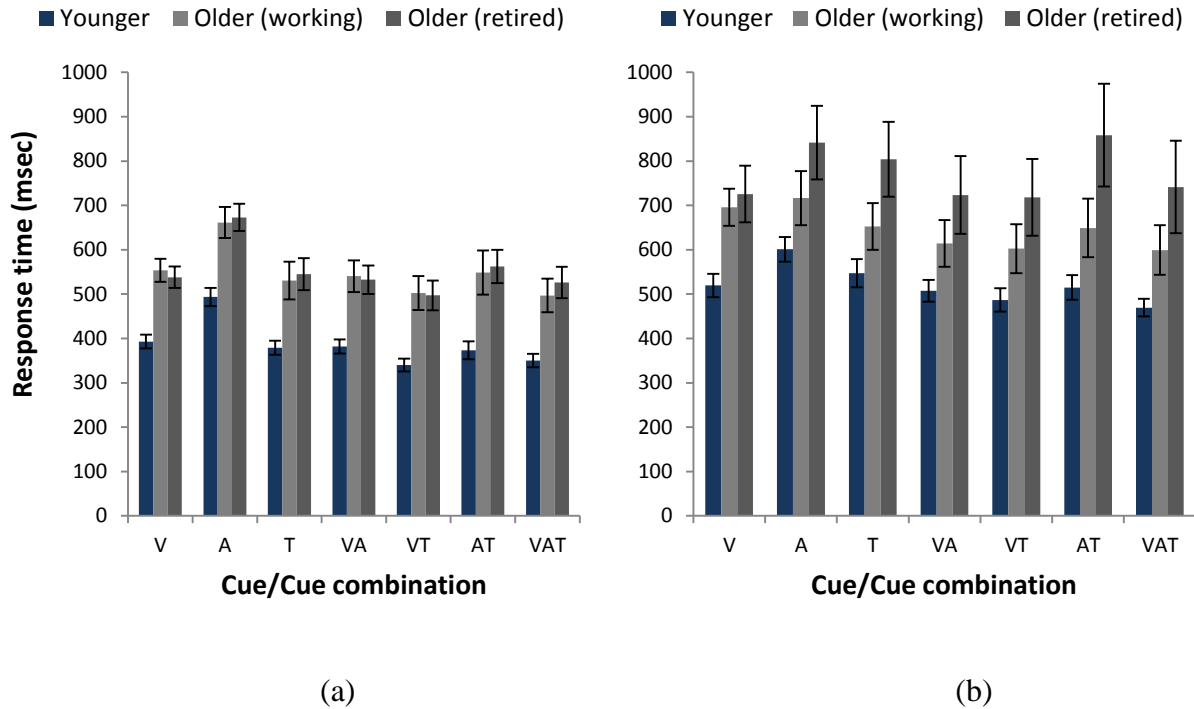 Younger Older (working) Older (retired)
1000
900
800
700
600
500
400
300
200
100
0
Response time (msec)
V A T VA VT AT VAT
Cue/Cue combination
(a)
Younger Older (working) Older (retired)
1000
900
800
700
600
500
400
300
200
100
0
V A T VA VT AT VAT
Cue/Cue combination
(b)